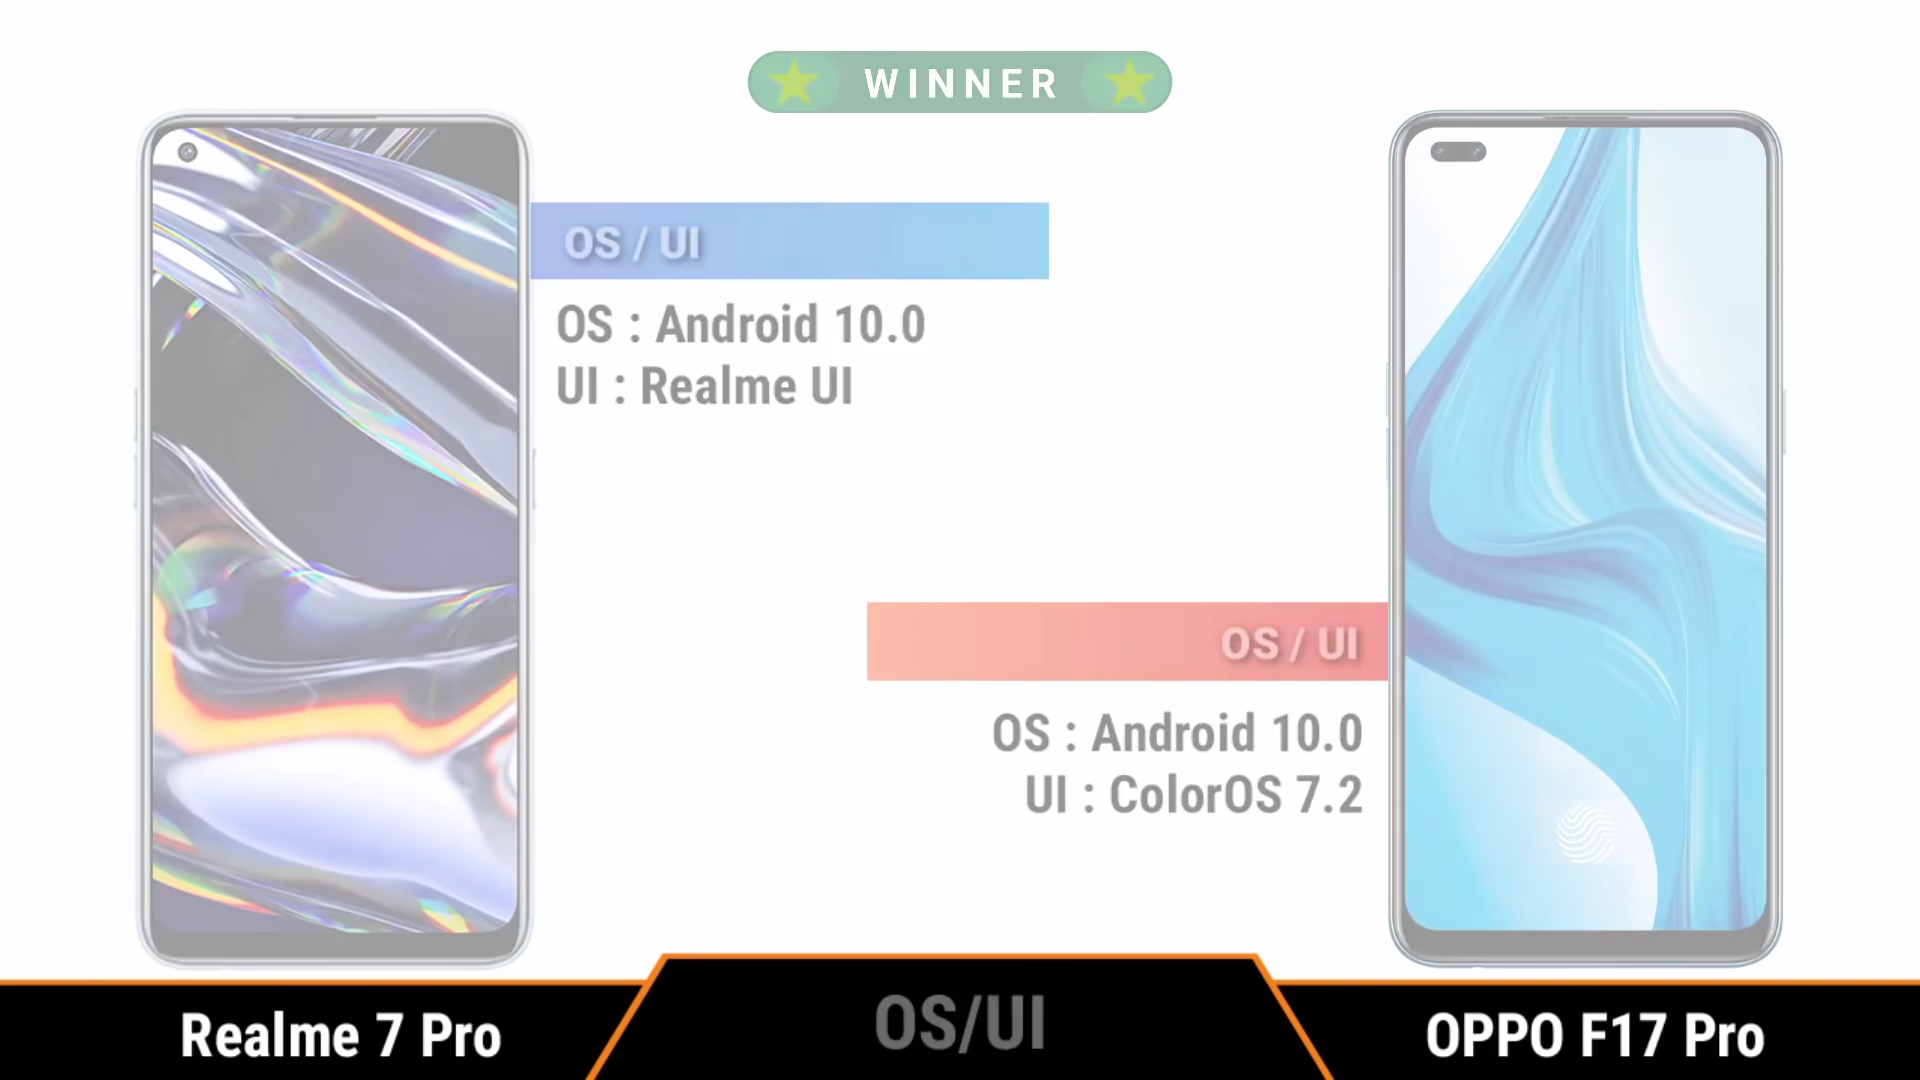 WINNER
OS / UI
OS : Android 10.0
UI : Realme UI
OS / UI
OS : Android 10.0
UI : ColorOS 7.2
Realme 7 Pro
OS/UI
OPPO F17 Pro